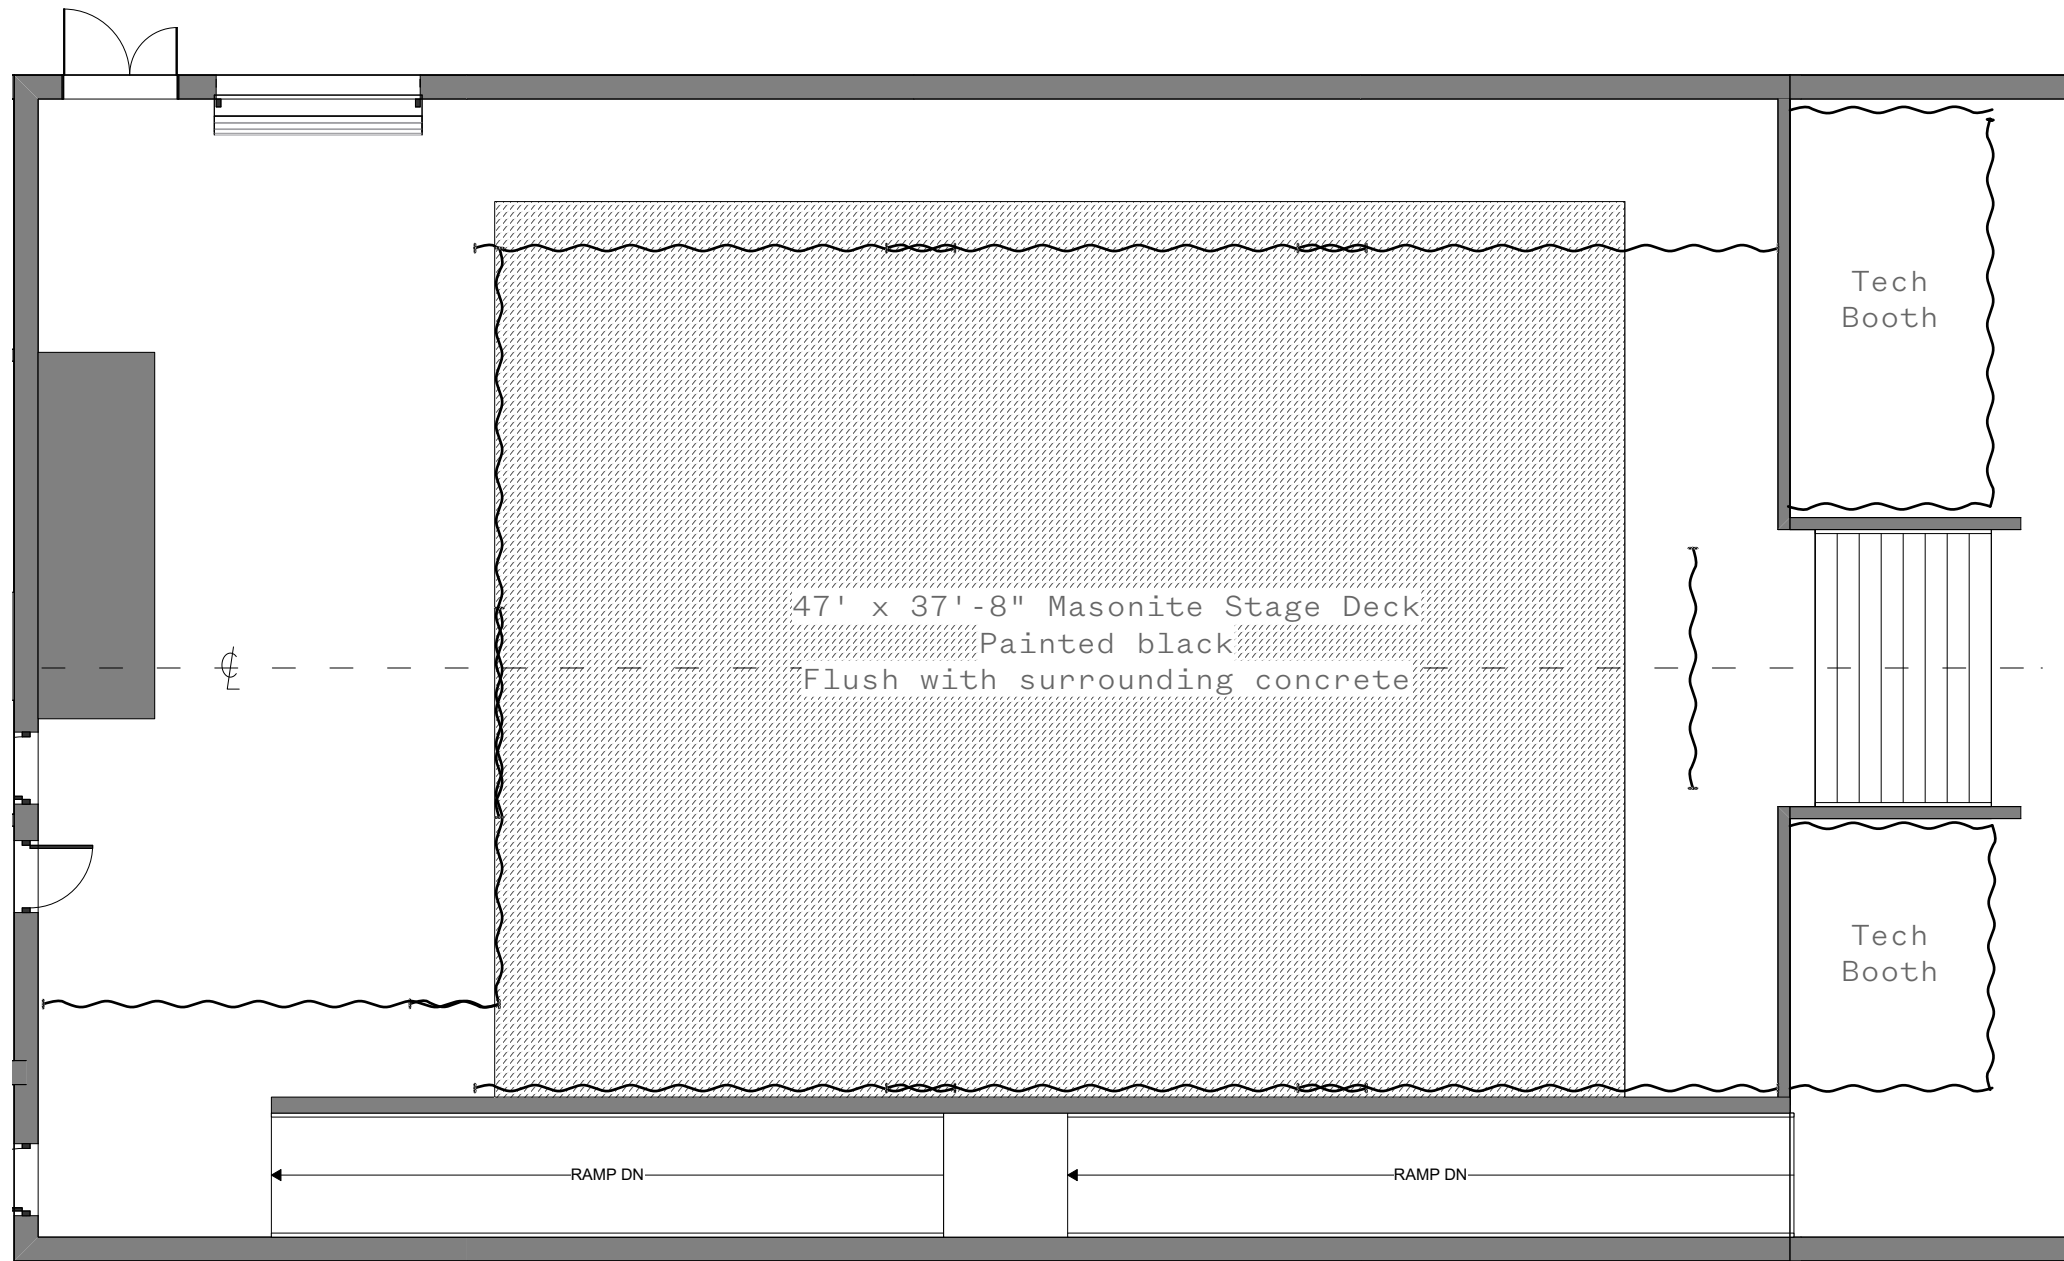 Tech
Booth
47' x 37'-8" Masonite Stage Deck
Painted black
Flush with surrounding concrete
℄
Tech
Booth
RAMP DN
RAMP DN